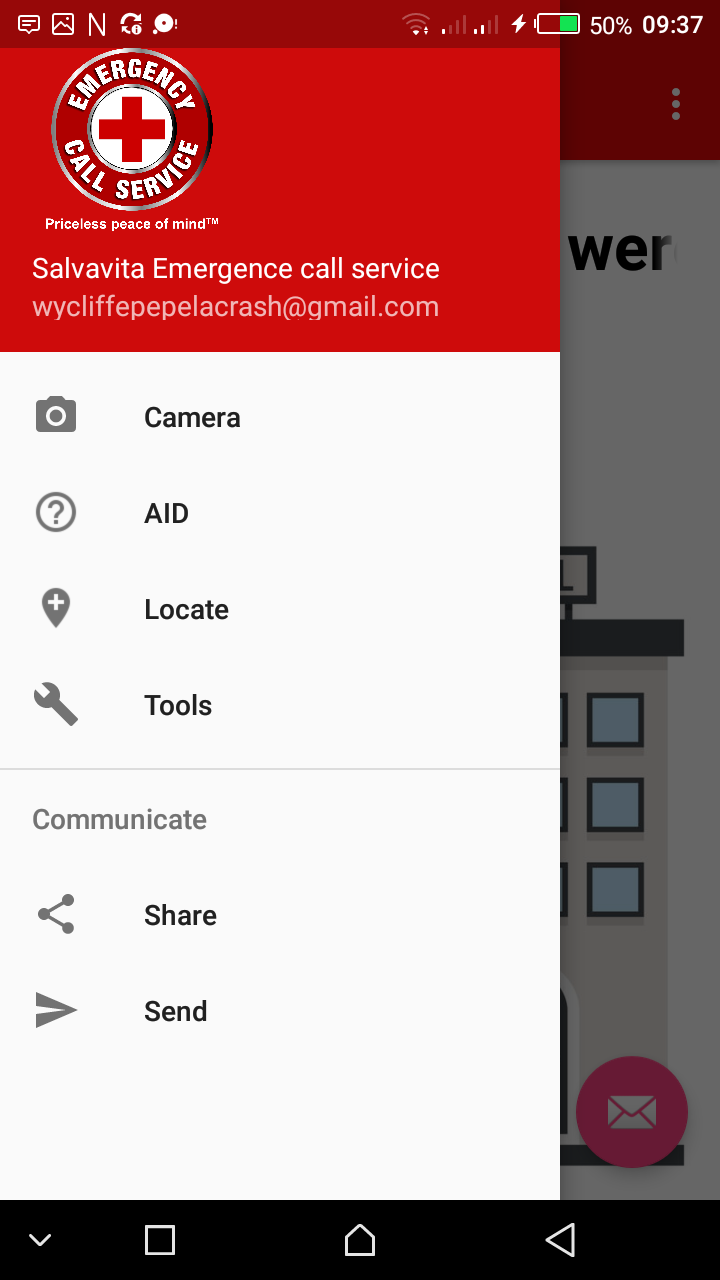 50% 09:37
EMERGENCY
CALL SERVICE
Priceless peace of mind™
Salvavita Emergence call service
wycliffepepelacrash@gmail.com
wer
Camera
AID
Locate
Tools
Communicate
Share
Send